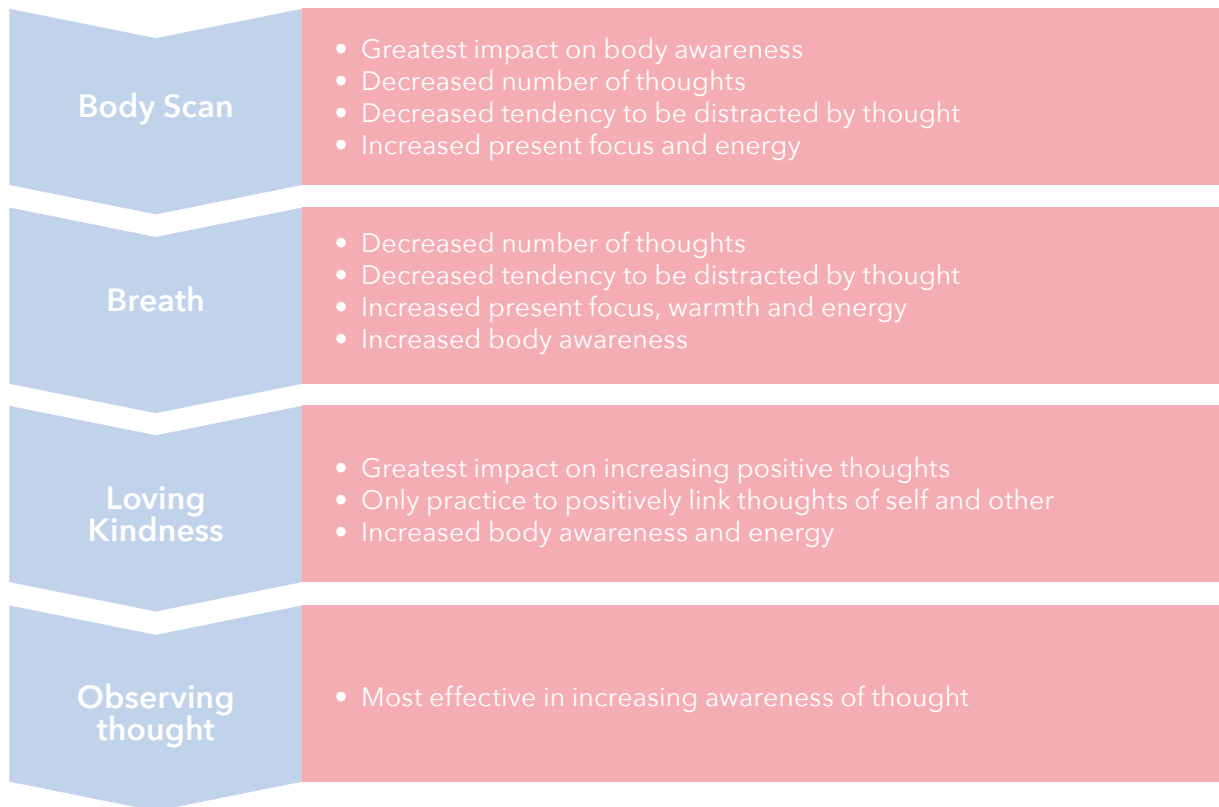 Body Scan
• Greatest impact on body awareness
• Decreased number of thoughts
• Decreased tendency to be distracted by thought
• Increased present focus and energy
Breath
• Decreased number of thoughts
• Decreased tendency to be distracted by thought
• Increased present focus, warmth and energy
• Increased body awareness
Loving
Kindness
• Greatest impact on increasing positive thoughts
• Only practice to positively link thoughts of self and other
• Increased body awareness and energy
Observing
thought
• Most effective in increasing awareness of thought